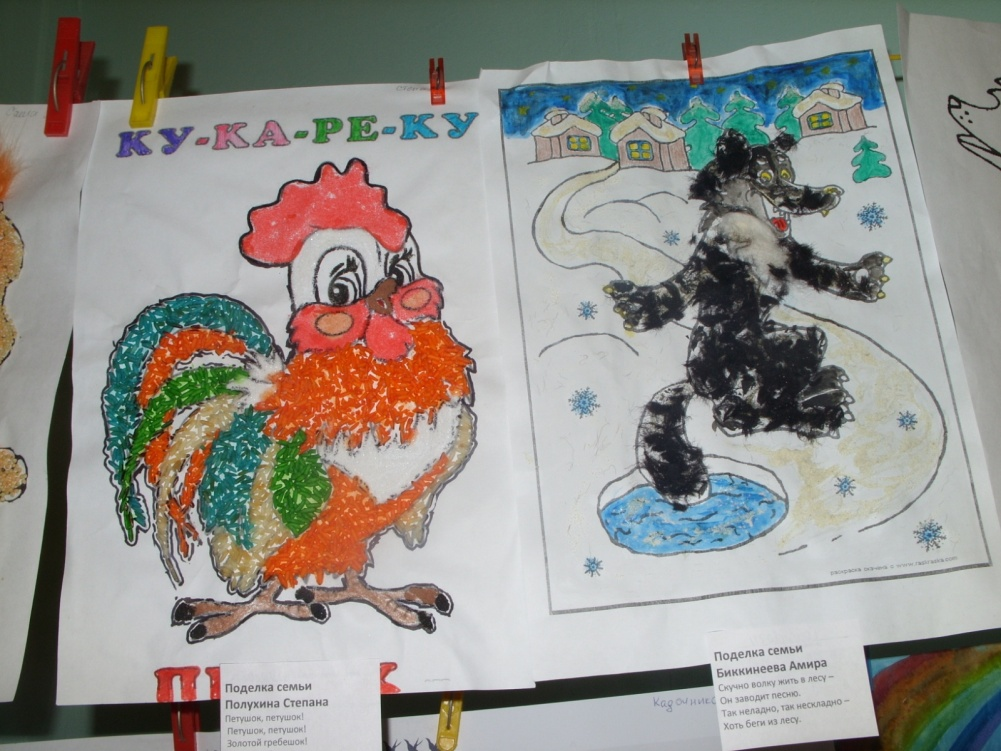 КУ-КА-РЕ-КУ
Поделка семьи
Полухина Степана
Петушок, петушок!
Петушок, петушок!
Золотой гребешок!
Поделка семьи
Биккинеева Амира
Скучно волку жить в лесу –
Он заводит песню.
Так неладно, так нескладно –
Хоть беги из лесу.